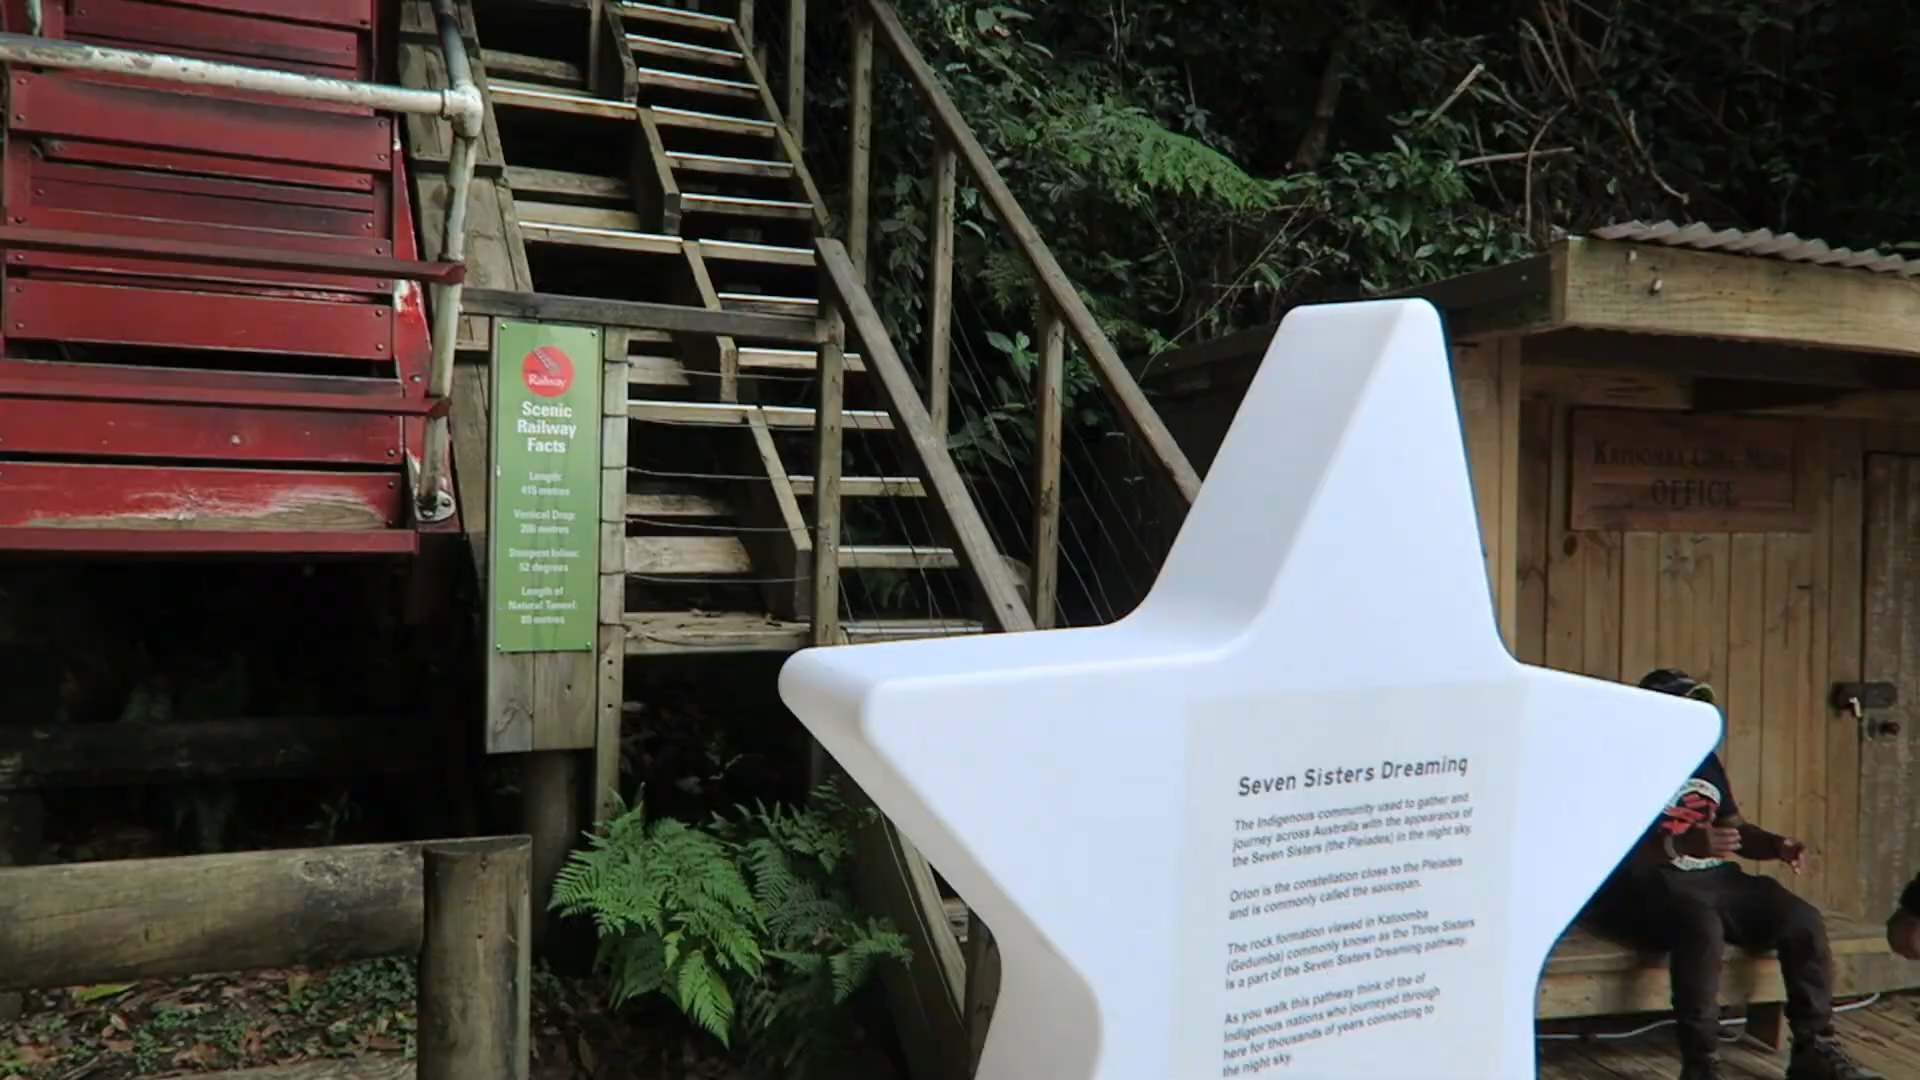 Railway
Scenic
Railway
Facts
Length:
415 metres
Vertical Drop:
206 metres
Steepest Incline:
52 degrees
Length of
Natural Tunnel:
80 metres
OFFICE
Seven Sisters Dreaming
The Indigenous community used to gather and
journey across Australia with the appearance of
the Seven Sisters (the Pleiades) in the night sky.
Orion is the constellation close to the Pleiades
and is commonly called the saucepan.
The rock formation viewed in Katoomba
(Gedumba) commonly known as the Three Sisters
is a part of the Seven Sisters Dreaming pathway.
As you walk this pathway think of the of
Indigenous nations who journeyed through
here for thousands of years connecting to
the night sky.